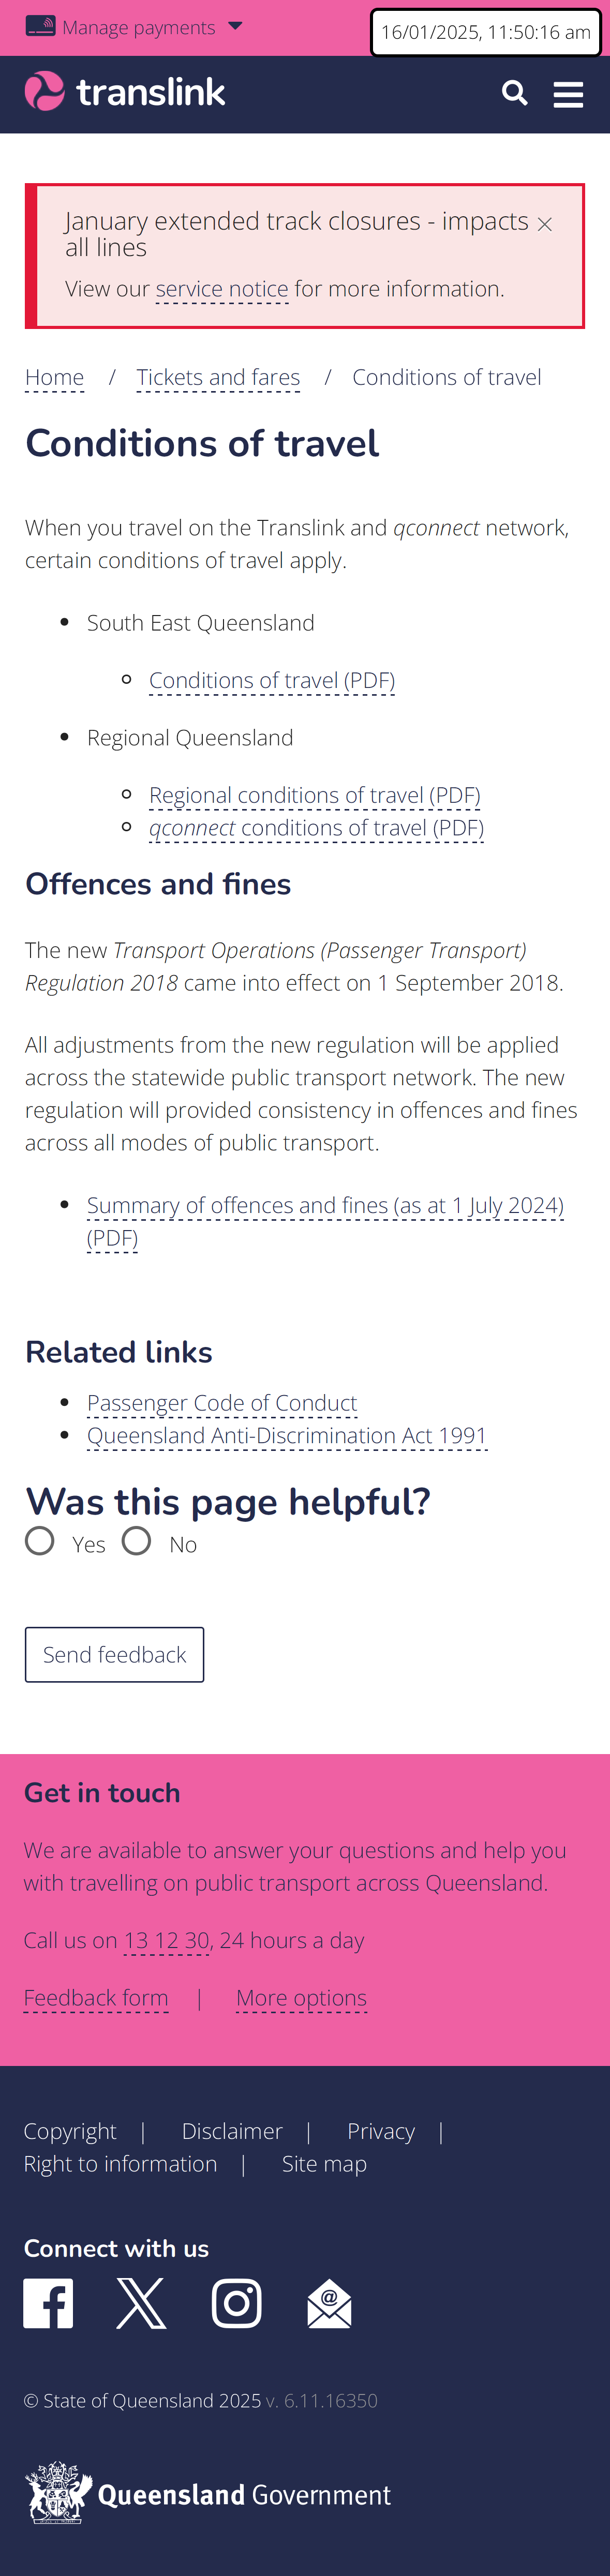 Manage payments
16/01/2025, 11:50:16 am
translink
January extended track closures - impacts
all lines
View our service notice for more information.
Home / Tickets and fares / Conditions of travel
Conditions of travel
When you travel on the Translink and qconnect network,
certain conditions of travel apply.
South East Queensland
Conditions of travel (PDF)
Regional Queensland
Regional conditions of travel (PDF)
qconnect conditions of travel (PDF)
Offences and fines
The new Transport Operations (Passenger Transport)
Regulation 2018 came into effect on 1 September 2018.
All adjustments from the new regulation will be applied
across the statewide public transport network. The new
regulation will provided consistency in offences and fines
across all modes of public transport.
Summary of offences and fines (as at 1 July 2024)
(PDF)
Related links
Passenger Code of Conduct
Queensland Anti-Discrimination Act 1991
Was this page helpful?
Yes No
Send feedback
Get in touch
We are available to answer your questions and help you
with travelling on public transport across Queensland.
Call us on 13 12 30, 24 hours a day
Feedback form | More options
Copyright | Disclaimer | Privacy |
Right to information | Site map
Connect with us
© State of Queensland 2025 v. 6.11.16350
Queensland Government